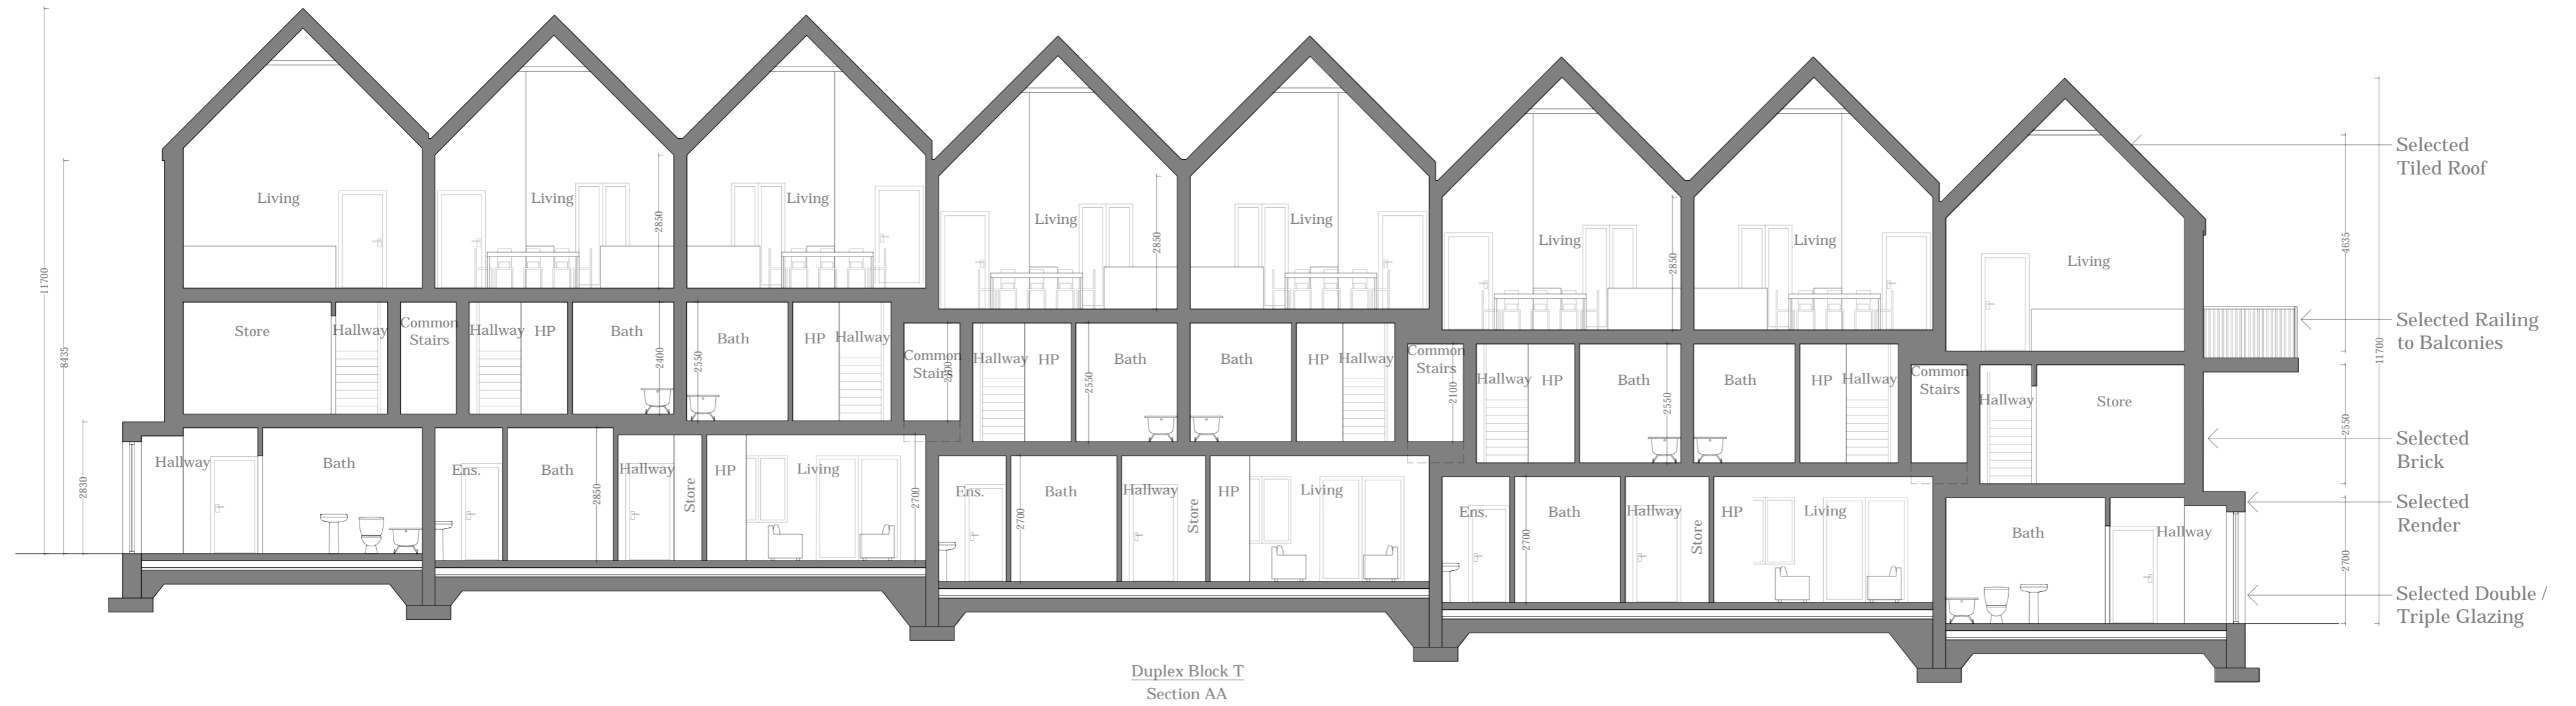 Living
Living
Living
Living
Living
Living
Living
Living
11700
8435
2830
2850
2850
2850
4635
11700
Selected
Tiled Roof
Selected Railing
to Balconies
Selected
Brick
Selected
Render
Selected Double /
Triple Glazing
Store
Hallway
Common
Stairs
Hallway
HP
Bath
2400
2550
Bath
HP
Hallway
Common
Stairs
Hallway
HP
2550
Bath
Bath
HP
Hallway
Common
Stairs
2100
Hallway
HP
Bath
2550
Bath
HP
Hallway
Common
Stairs
Hallway
Store
2550
Hallway
Bath
Ens.
Bath
2850
Hallway
Store
HP
Living
2700
Ens.
2700
Bath
Hallway
Store
HP
Living
Ens.
2700
Bath
Hallway
Store
HP
Living
Bath
Hallway
2700
Duplex Block T
Section AA